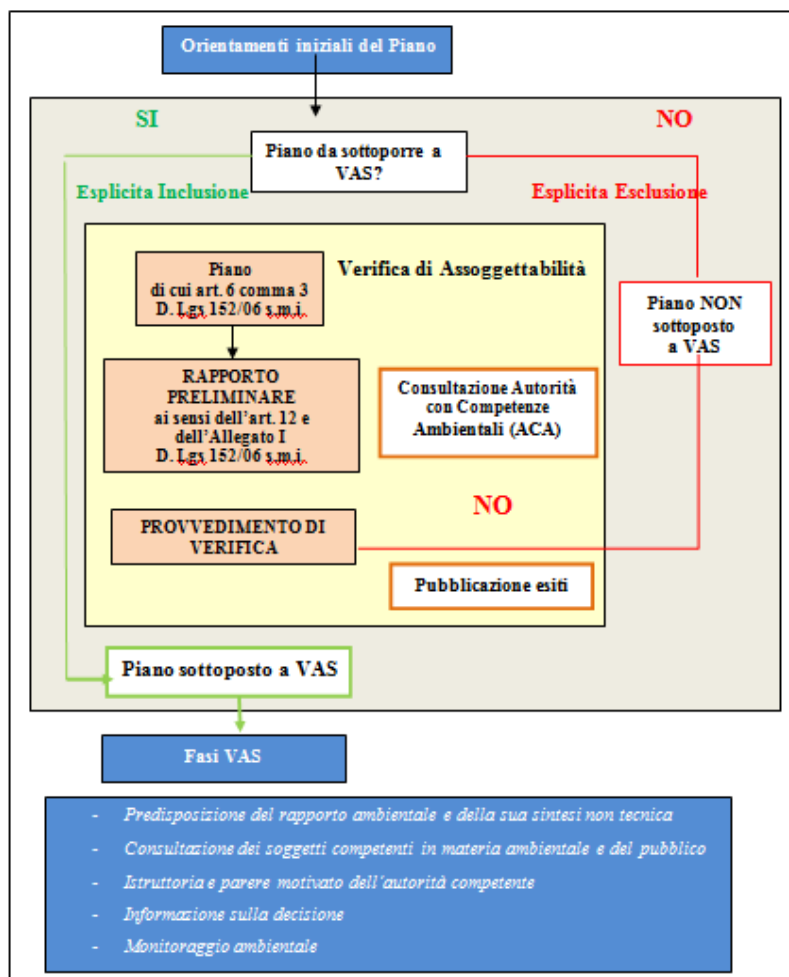 Orientamenti iniziali del Piano
SI
NO
Piano da sottoporre a
VAS?
Esplicita Inclusione
Esplicita Esclusione
Piano
di cui art. 6 comma 3
D. Lgs 152/06 s.m.i.
Verifica di Assoggettabilità
Piano NON
sottoposto
a VAS
RAPPORTO
PRELIMINARE
ai sensi dell'art. 12 e
dell'Allegato I
D. Lgs 152/06 s.m.i.
Consultazione Autorità
con Competenze
Ambientali (ACA)
NO
PROVVEDIMENTO DI
VERIFICA
Pubblicazione esiti
Piano sottoposto a VAS
Fasi VAS
- Predisposizione del rapporto ambientale e della sua sintesi non tecnica
- Consultazione dei soggetti competenti in materia ambientale e del pubblico
- Istruttoria e parere motivato dell'autorità competente
- Informazione sulla decisione
- Monitoraggio ambientale